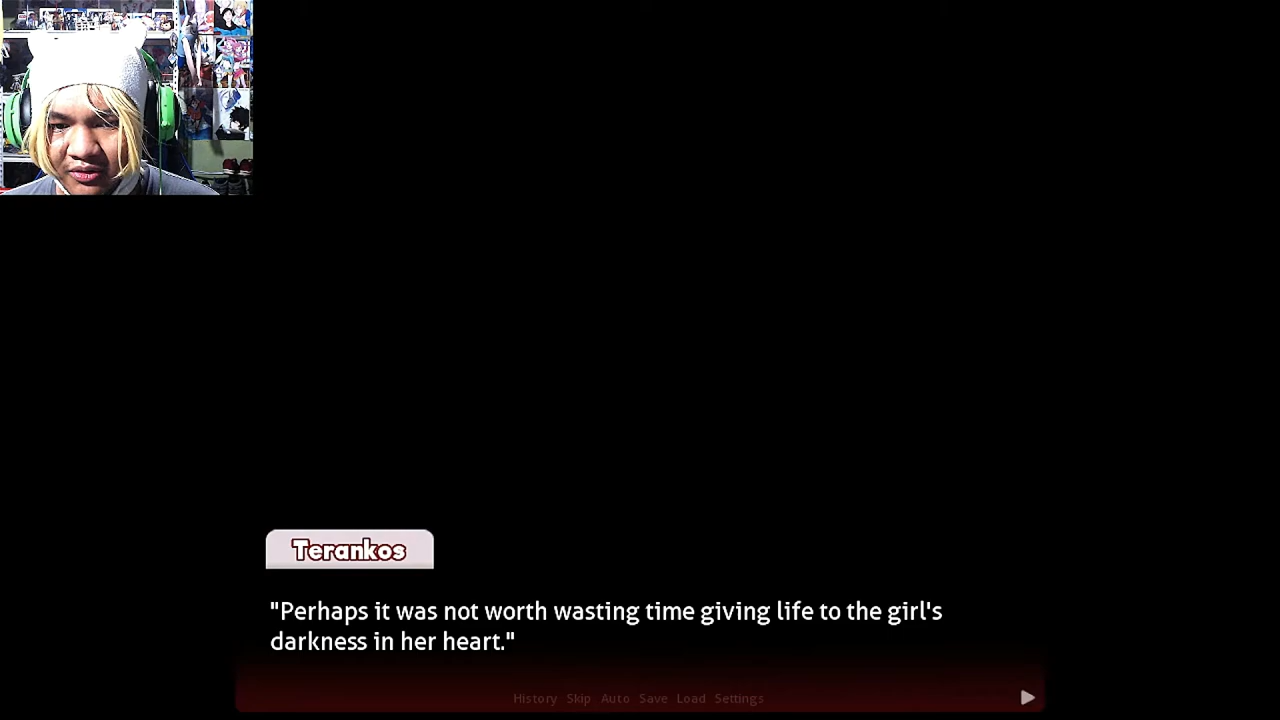 Terankos
"Perhaps it was not worth wasting time giving life to the girl's
darkness in her heart."
History Skip Auto Save Load Settings